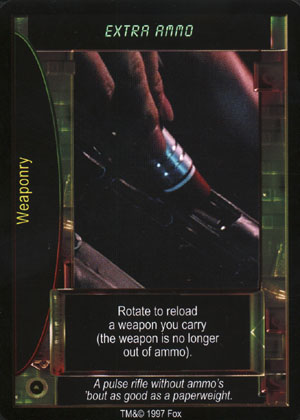 EXTRA AMMO
Weaponry
Rotate to reload
a weapon you carry
(the weapon is no longer
out of ammo).
A pulse rifle without ammo's
'bout as good as a paperweight.
TM&© 1997 Fox